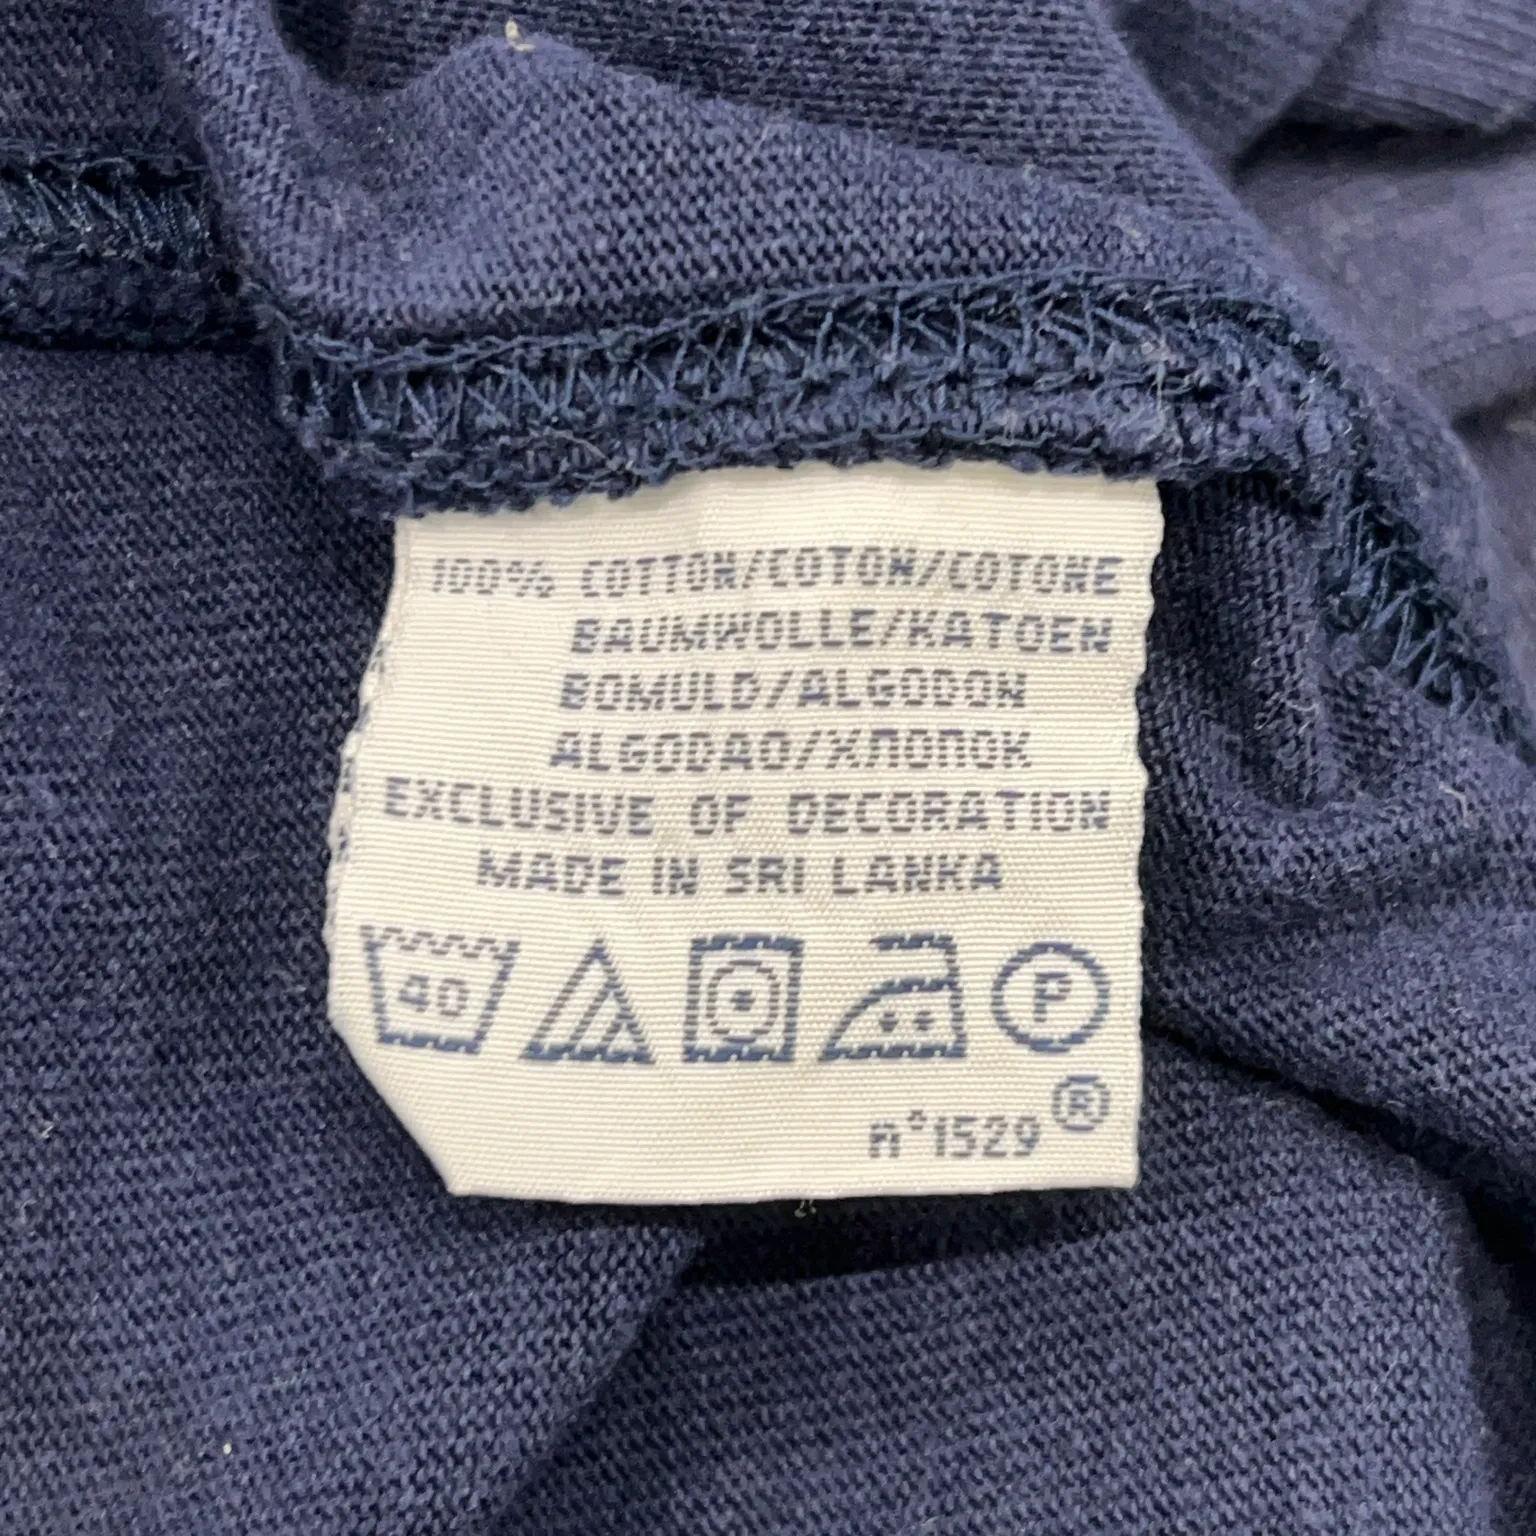 100% COTTON/COTON/COTONE
BAUMWOLLE/KATOEN
BOMULD/ALGODON
ALGODAO/ХЛОПОК
EXCLUSIVE OF DECORATION
MADE IN SRI LANKA
40 P
®
n°1529